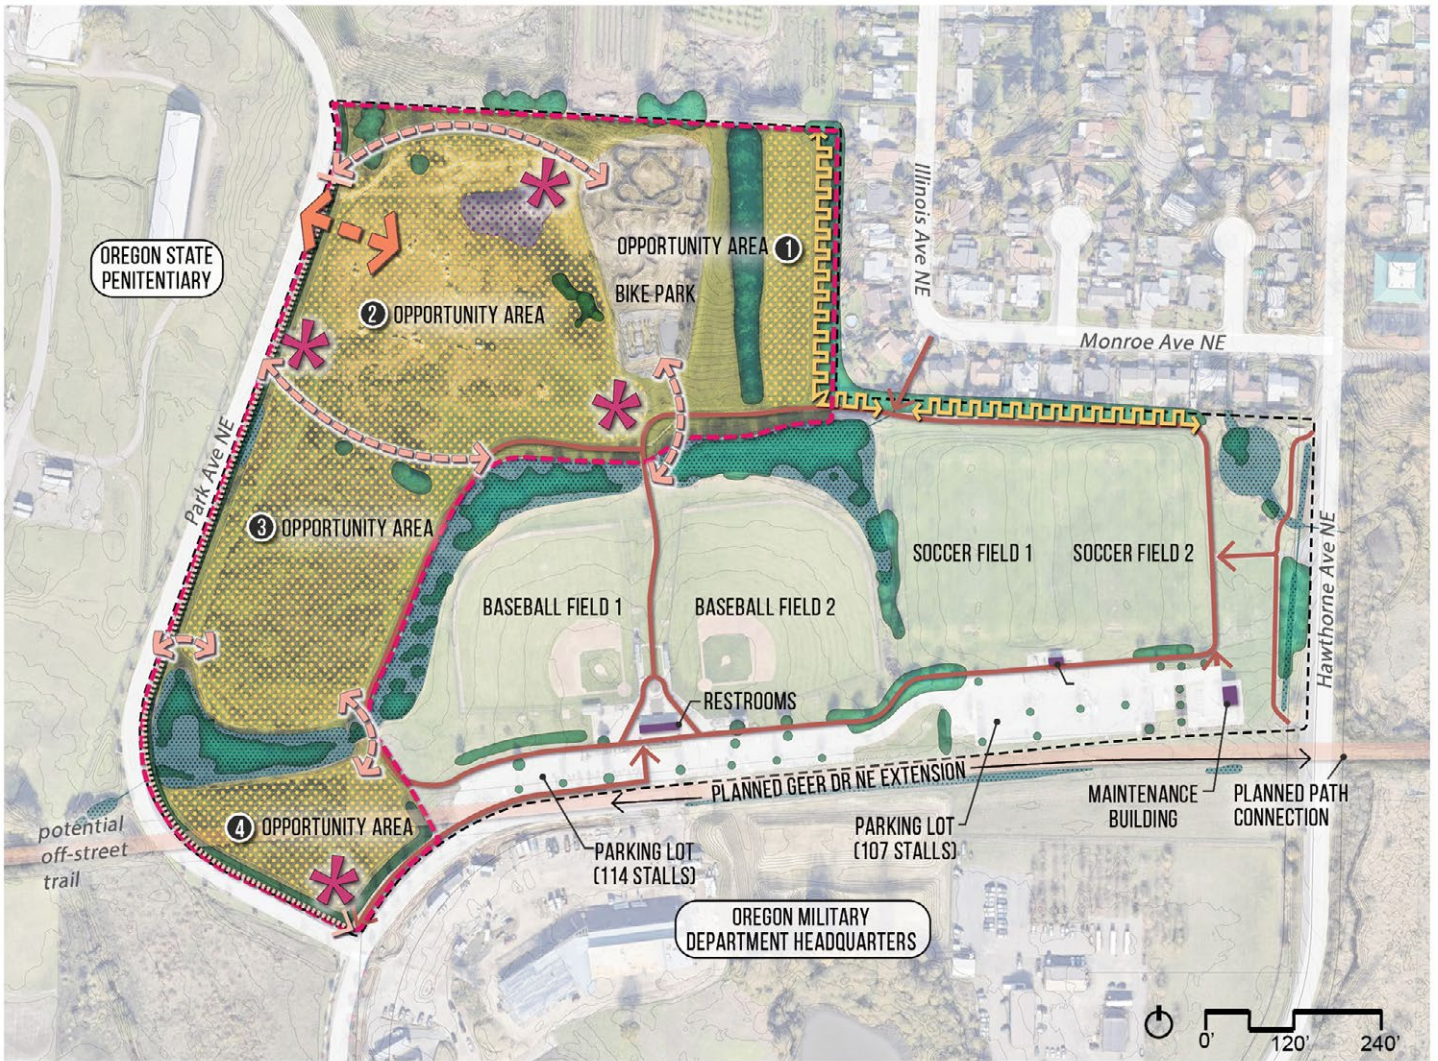 OREGON STATE
PENITENTIARY
OPPORTUNITY AREA 1
BIKE PARK
2 OPPORTUNITY AREA
Illinois Ave NE
Monroe Ave NE
Park Ave NE
3 OPPORTUNITY AREA
SOCCER FIELD 1
SOCCER FIELD 2
Hawthorne Ave NE
BASEBALL FIELD 1
BASEBALL FIELD 2
RESTROOMS
PLANNED GEER DR NE EXTENSION
MAINTENANCE
BUILDING
PLANNED PATH
CONNECTION
4 OPPORTUNITY AREA
potential
off-street
trail
PARKING LOT
(114 STALLS)
PARKING LOT
(107 STALLS)
OREGON MILITARY
DEPARTMENT HEADQUARTERS
0' 120' 240'